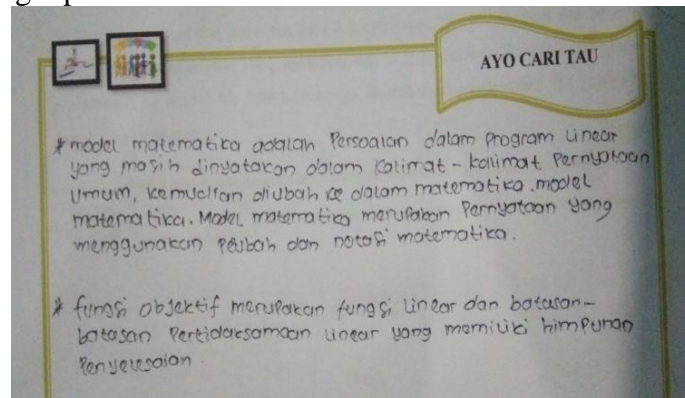 AYO CARI TAU
* model matematika adalah Persoalan dalam Program Linear
yang masih dinyatakan dalam kalimat - kalimat Pernyataan
Umum, kemudian diubah ke dalam matematika. model
matematika. Model matematika merupakan Pernyataan yang
menggunakan Peubah dan notasi matematika.
* fungsi objektif merupakan fungsi Linear dan batasan-
batasan Pertidaksamaan Linear yang memiliki himpunan
Penyelesaian.